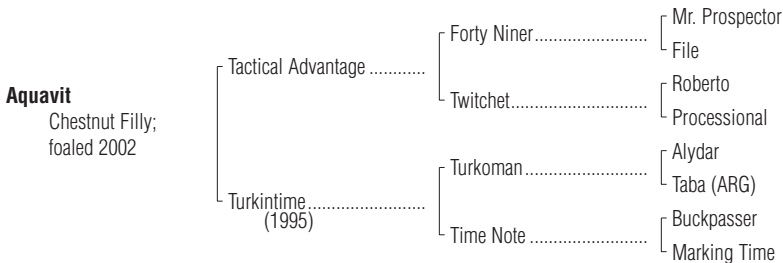 Aquavit
Chestnut Filly;
foaled 2002
Tactical Advantage ............
Turkintime.........................
(1995)
Forty Niner........................
Twitchet.............................
Turkoman ..........................
Time Note .........................
Mr. Prospector
File
Roberto
Processional
Alydar
Taba (ARG)
Buckpasser
Marking Time